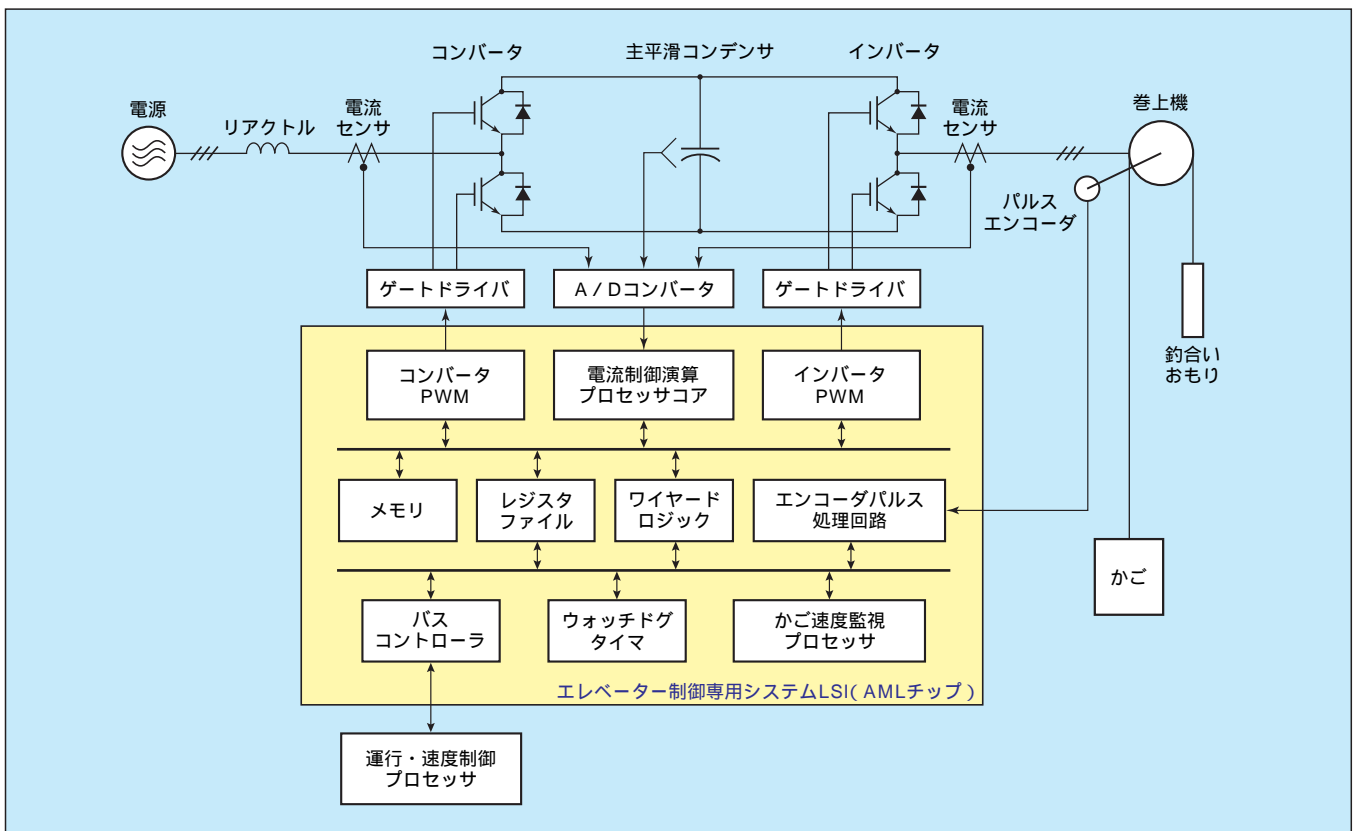 コンバータ
主平滑コンデンサ
インバータ
電源
リアクトル
電流
センサ
電流
センサ
巻上機
パルス
エンコーダ
ゲートドライバ
A/Dコンバータ
ゲートドライバ
釣合い
おもり
コンバータ
PWM
電流制御演算
プロセッサコア
インバータ
PWM
メモリ
レジスタ
ファイル
ワイヤード
ロジック
エンコーダパルス
処理回路
かご
バス
コントローラ
ウォッチドグ
タイマ
かご速度監視
プロセッサ
エレベーター制御専用システムLSI(AMLチップ)
運行・速度制御
プロセッサ